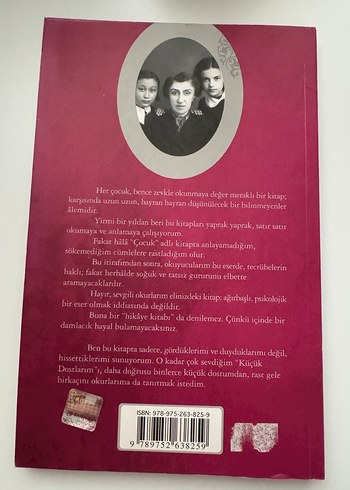 Her çocuk, bence zevkle okunmaya değer meraklı bir kitap;
karşısında uzun uzun, hayran hayran düşünülecek bir bilinmeyenler
âlemidir.
Yirmi bir yıldan beri bu kitapları yaprak yaprak, satır satır
okumaya ve anlamaya çalışıyorum.
Fakat hâlâ "Çocuk" adlı kitapta anlayamadığım,
sökemediğim cümlelere rastladığım olur.
Bu itirafımdan sonra, okuyucularım bu eserde, tecrübelerin
haklı; fakat herhâlde soğuk ve tatsız gururunu elbette
aramayacaklardır.
Hayır, sevgili okurlarım elinizdeki kitap; ağırbaşlı, psikolojik
bir eser olmak iddiasında değildir.
Buna bir "hikâye kitabı" da denilemez. Çünkü içinde bir
damlacık hayal bulamayacaksınız.
Ben bu kitapta sadece, gördüklerimi ve duyduklarımı değil,
hissettiklerimi sunuyorum. O kadar çok sevdiğim "Küçük
Dostlarım"ı, daha doğrusu binlerce küçük dostumdan, rast gele
birkaçını okurlarıma da tanıtmak istedim.
ISBN: 978-975-263-825-9
9 789752 638259